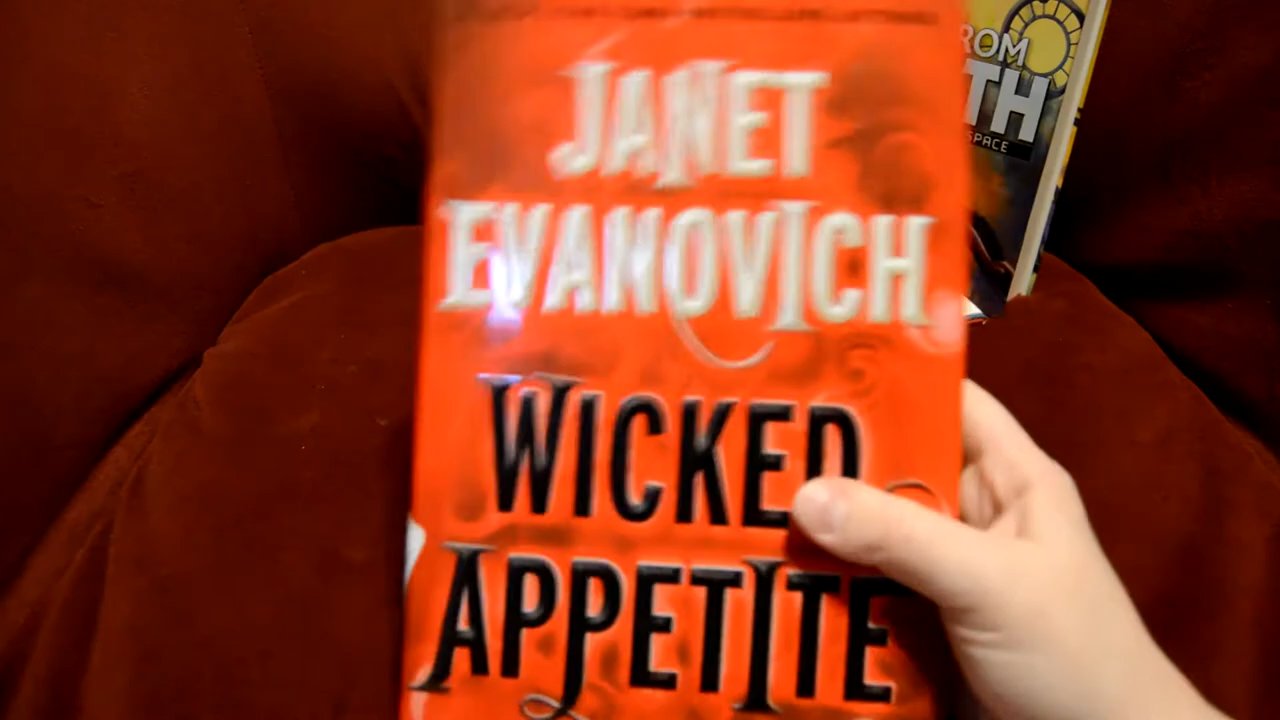 JANET
EVANOVICH
WICKED
APPETITE
ROM
TH
SPACE